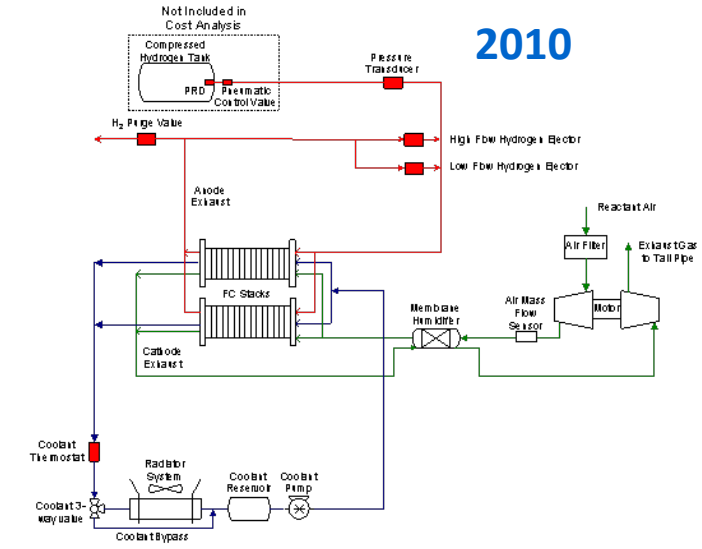 Not Included in
Cost Analysis
2010
Compressed
Hydrogen Tank
PRD
Pneumatic
Control Valve
Pressure
Transducer
H2 Purge Value
High Flow Hydrogen Ejector
Low Flow Hydrogen Ejector
Anode
Exhaust
Reactant Air
Air Filter
Exhaust Gas
to Tail Pipe
FC Stacks
Motor
Air Mass
Flow
Sensor
Membrane
Humidifer
Cathode
Exhaust
Coolant
Thermostat
Radiator
System
Coolant
Reservoir
Coolant
Pump
Coolant 3-
way value
Coolant Bypass